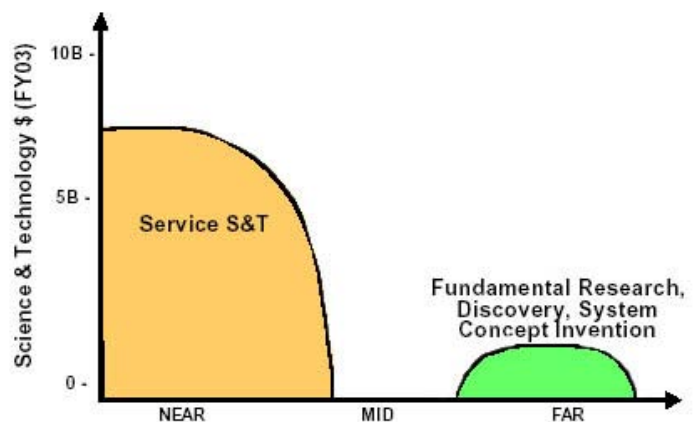 Science & Technology $ (FY03)
10B -
5B -
0 -
Service S&T
Fundamental Research,
Discovery, System
Concept Invention
NEAR
MID
FAR